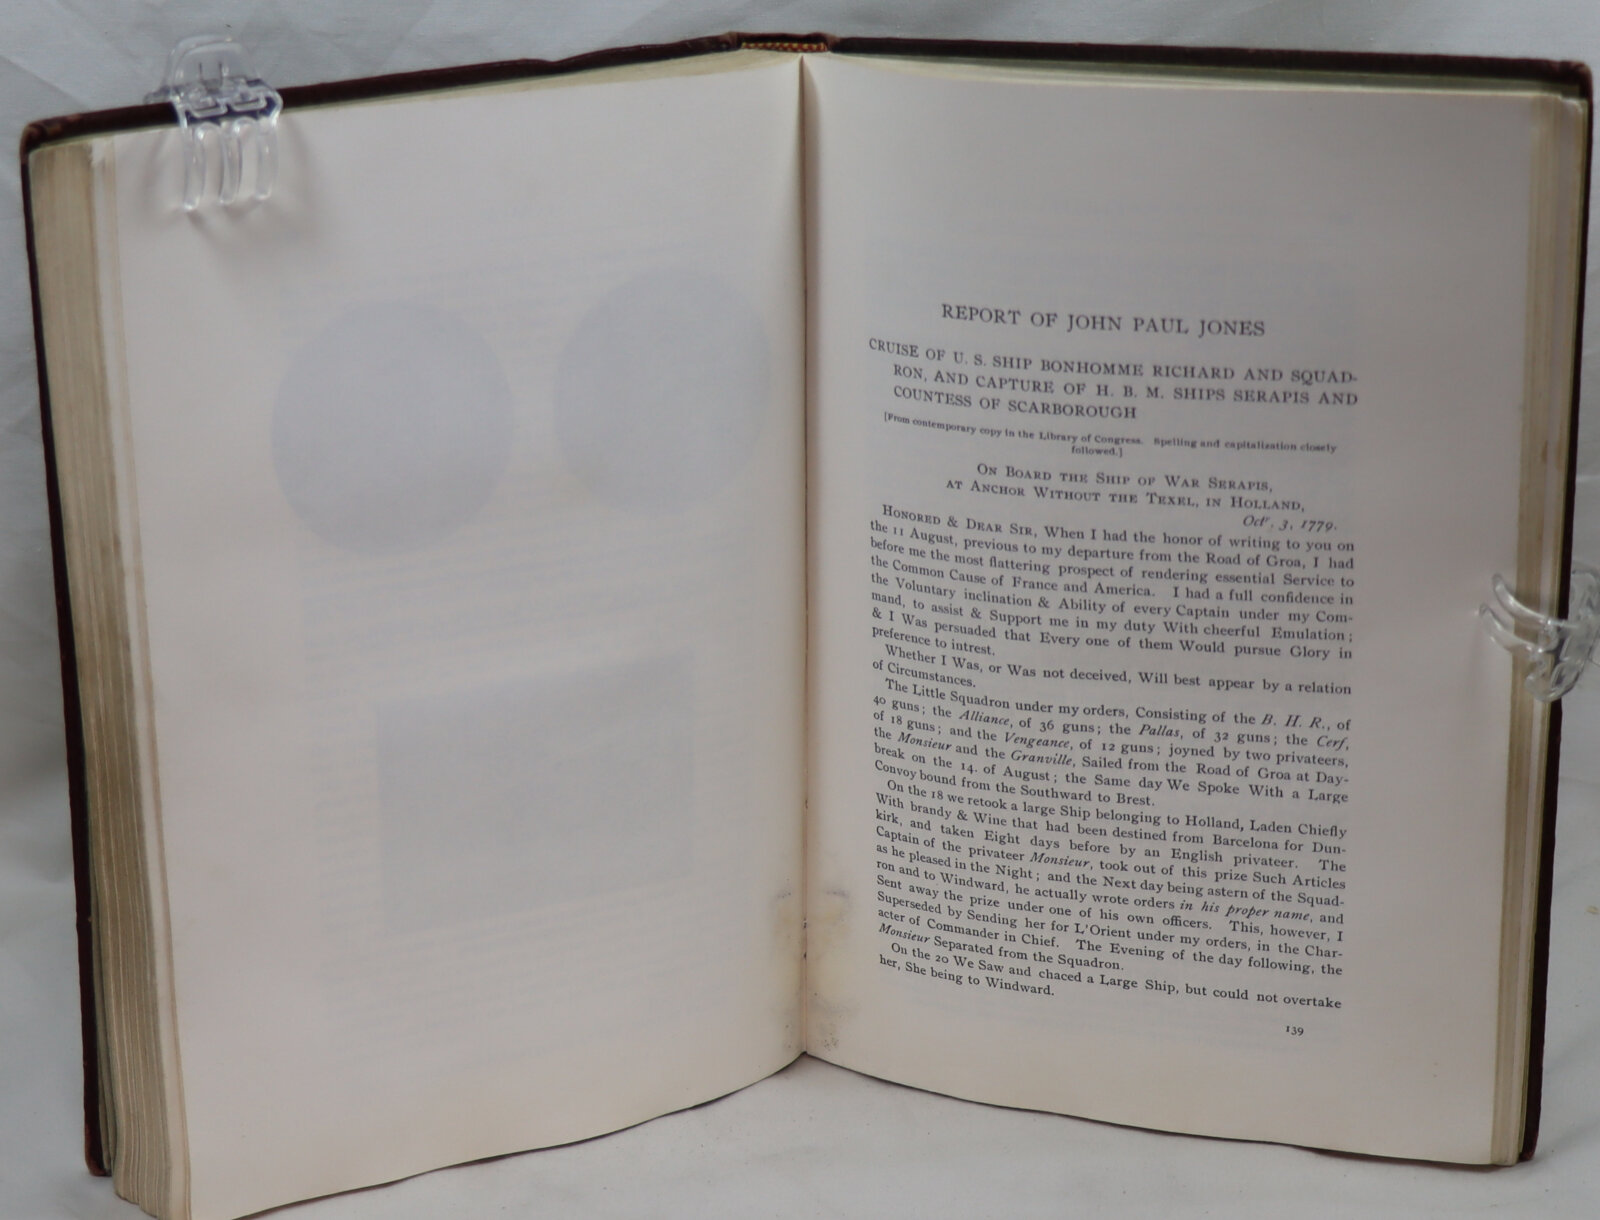 REPORT OF JOHN PAUL JONES
CRUISE OF U. S. SHIP BONHOMME RICHARD AND SQUAD-
RON, AND CAPTURE OF H. B. M. SHIPS SERAPIS AND
COUNTESS OF SCARBOROUGH
[From contemporary copy in the Library of Congress. Spelling and capitalization closely
followed.]
On Board the Ship of War Serapis,
at Anchor Without the Texel, in Holland,
Octr. 3, 1779.
Honored & Dear Sir, When I had the honor of writing to you on
the 11 August, previous to my departure from the Road of Groa, I had
before me the most flattering prospect of rendering essential Service to
the Common Cause of France and America. I had a full confidence in
the Voluntary inclination & Ability of every Captain under my Com-
mand, to assist & Support me in my duty With cheerful Emulation;
& I Was persuaded that Every one of them Would pursue Glory in
preference to intrest.
Whether I Was, or Was not deceived, Will best appear by a relation
of Circumstances.
The Little Squadron under my orders, Consisting of the B. H. R., of
40 guns; the Alliance, of 36 guns; the Pallas, of 32 guns; the Cerf,
of 18 guns; and the Vengeance, of 12 guns; joyned by two privateers,
the Monsieur and the Granville, Sailed from the Road of Groa at Day-
break on the 14. of August; the Same day We Spoke With a Large
Convoy bound from the Southward to Brest.
On the 18 we retook a large Ship belonging to Holland, Laden Chiefly
With brandy & Wine that had been destined from Barcelona for Dun-
kirk, and taken Eight days before by an English privateer. The
Captain of the privateer Monsieur, took out of this prize Such Articles
as he pleased in the Night; and the Next day being astern of the Squad-
ron and to Windward, he actually wrote orders in his proper name, and
Sent away the prize under one of his own officers. This, however, I
Superseded by Sending her for L'Orient under my orders, in the Char-
acter of Commander in Chief. The Evening of the day following, the
Monsieur Separated from the Squadron.
On the 20 We Saw and chaced a Large Ship, but could not overtake
her, She being to Windward.
139